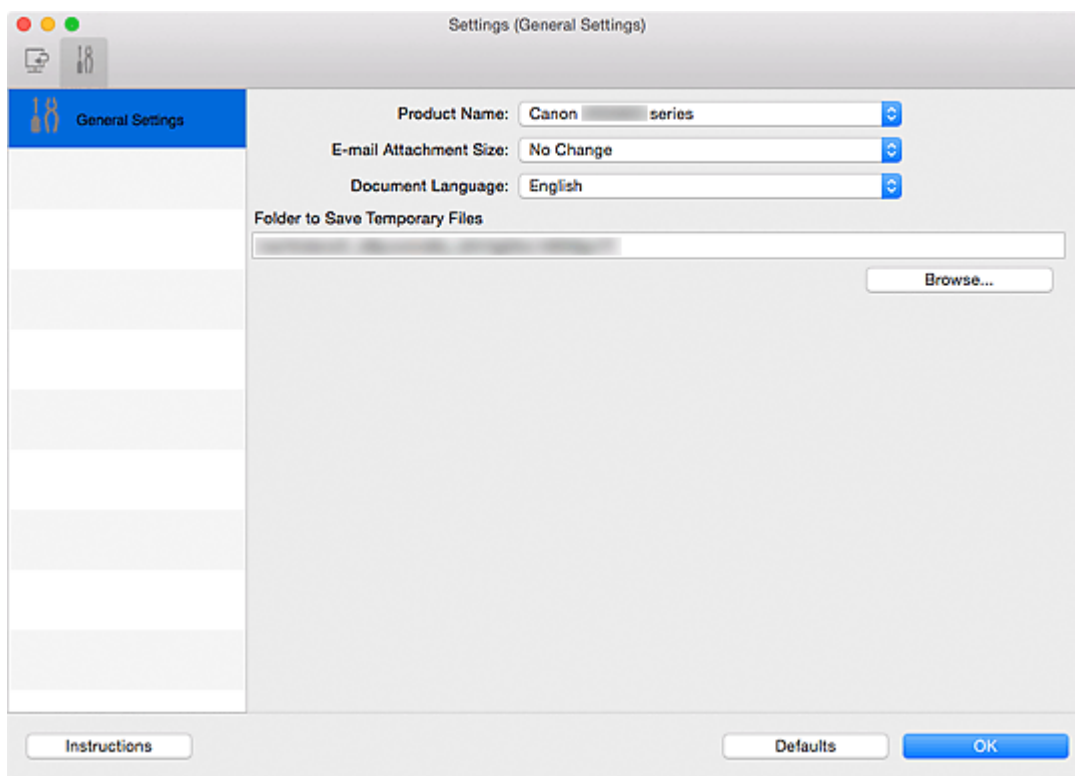 Settings (General Settings)
General Settings
Product Name: Canon series
E-mail Attachment Size: No Change
Document Language: English
Folder to Save Temporary Files
Browse...
Instructions Defaults OK